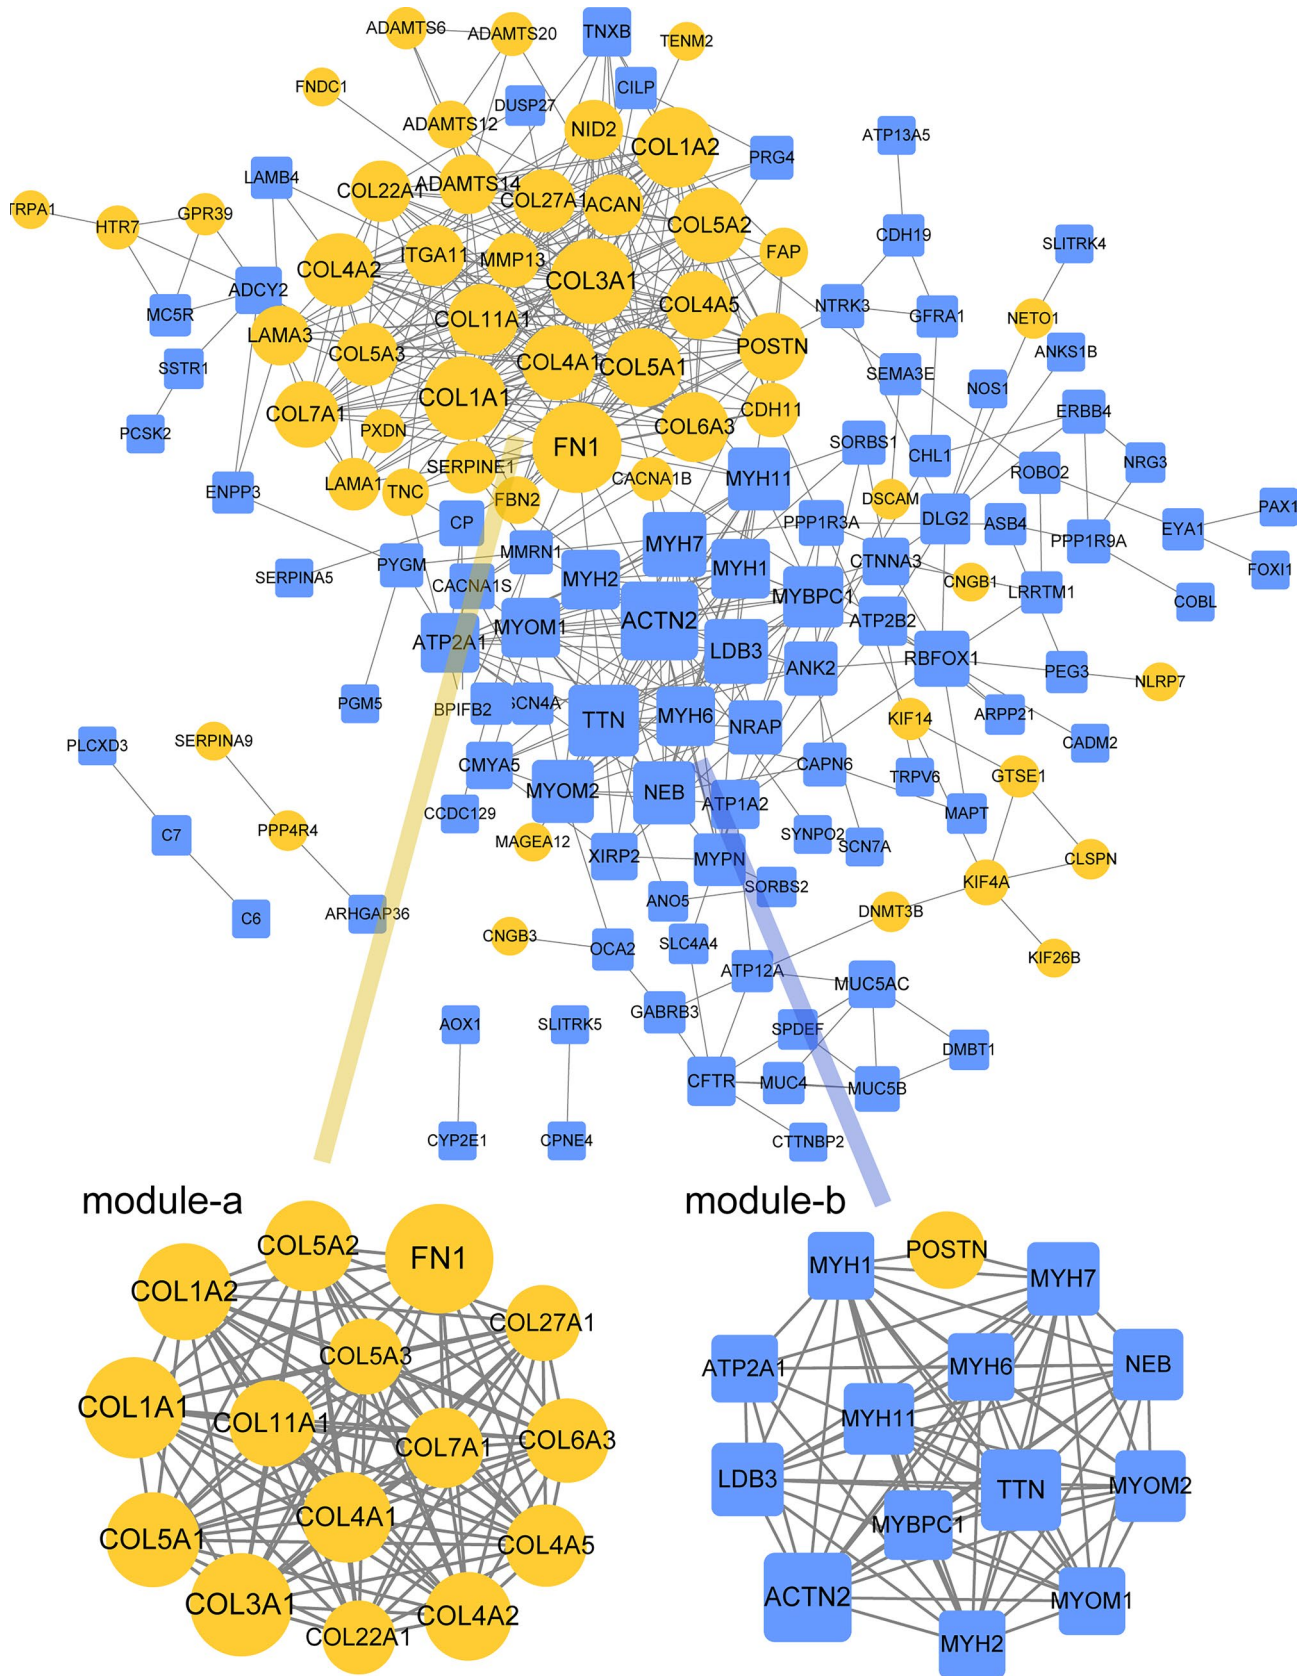 ADAMTS6
ADAMTS20
TNXB
TENM2
FNDC1
CILP
DUSP27
ADAMTS12
NID2
COL1A2
ATP13A5
PRG4
LAMB4
COL22A1
ADAMTS14
COL27A1
ACAN
TRPA1
HTR7
GPR39
COL5A2
CDH19
SLITRK4
COL4A2
ITGA11
MMP13
COL3A1
FAP
ADCY2
MC5R
COL11A1
COL4A5
NTRK3
GFRA1
NETO1
LAMA3
COL5A3
COL4A1
COL5A1
POSTN
ANKS1B
SSTR1
SEMA3E
NOS1
COL7A1
COL1A1
CDH11
ERBB4
PCSK2
PXDN
FN1
COL6A3
SORBS1
CHL1
NRG3
SERPINE1
CACNA1B
MYH11
ROBO2
ENPP3
LAMA1
TNC
FBN2
DSCAM
PAX1
CP
PPP1R3A
DLG2
ASB4
PPP1R9A
EYA1
MMRN1
MYH7
SERPINA5
PYGM
CACNA1S
MYH2
MYH1
CTNNA3
CNGB1
LRRTM1
FOXI1
MYBPC1
COBL
ATP2A1
MYOM1
ACTN2
LDB3
ATP2B2
ANK2
RBFOX1
PEG3
NLRP7
PGM5
BPIFB2
SCN4A
TTN
MYH6
NRAP
KIF14
ARPP21
CADM2
PLCXD3
SERPINA9
CMYA5
CAPN6
TRPV6
GTSE1
MYOM2
NEB
ATP1A2
CCDC129
MAPT
C7
PPP4R4
MAGEA12
XIRP2
MYPN
SYNPO2
SCN7A
CLSPN
KIF4A
SORBS2
ANO5
C6
ARHGAP36
DNMT3B
CNGB3
OCA2
SLC4A4
KIF26B
ATP12A
MUC5AC
GABRB3
AOX1
SLITRK5
SPDEF
DMBT1
CFTR
MUC4
MUC5B
CYP2E1
CPNE4
CTTNBP2
module-a
module-b
COL5A2
FN1
COL1A2
COL27A1
COL5A3
COL1A1
COL11A1
COL7A1
COL6A3
COL4A1
COL5A1
COL4A5
COL3A1
COL22A1
COL4A2
POSTN
MYH1
MYH7
ATP2A1
MYH6
NEB
MYH11
LDB3
TTN
MYOM2
MYBPC1
ACTN2
MYOM1
MYH2